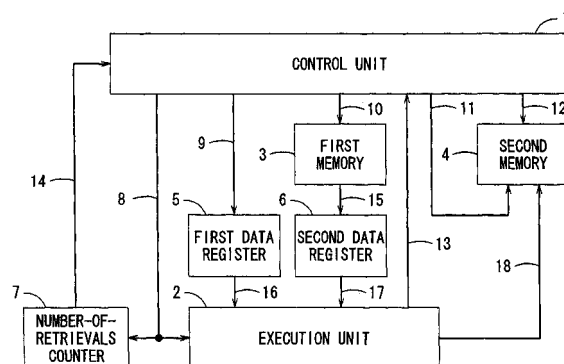 CONTROL UNIT
10
11
12
9
3
FIRST
MEMORY
4
SECOND
MEMORY
14
8
5
6
15
FIRST DATA
REGISTER
SECOND DATA
REGISTER
13
18
7
2
16
17
NUMBER-OF-
RETRIEVALS
COUNTER
EXECUTION UNIT